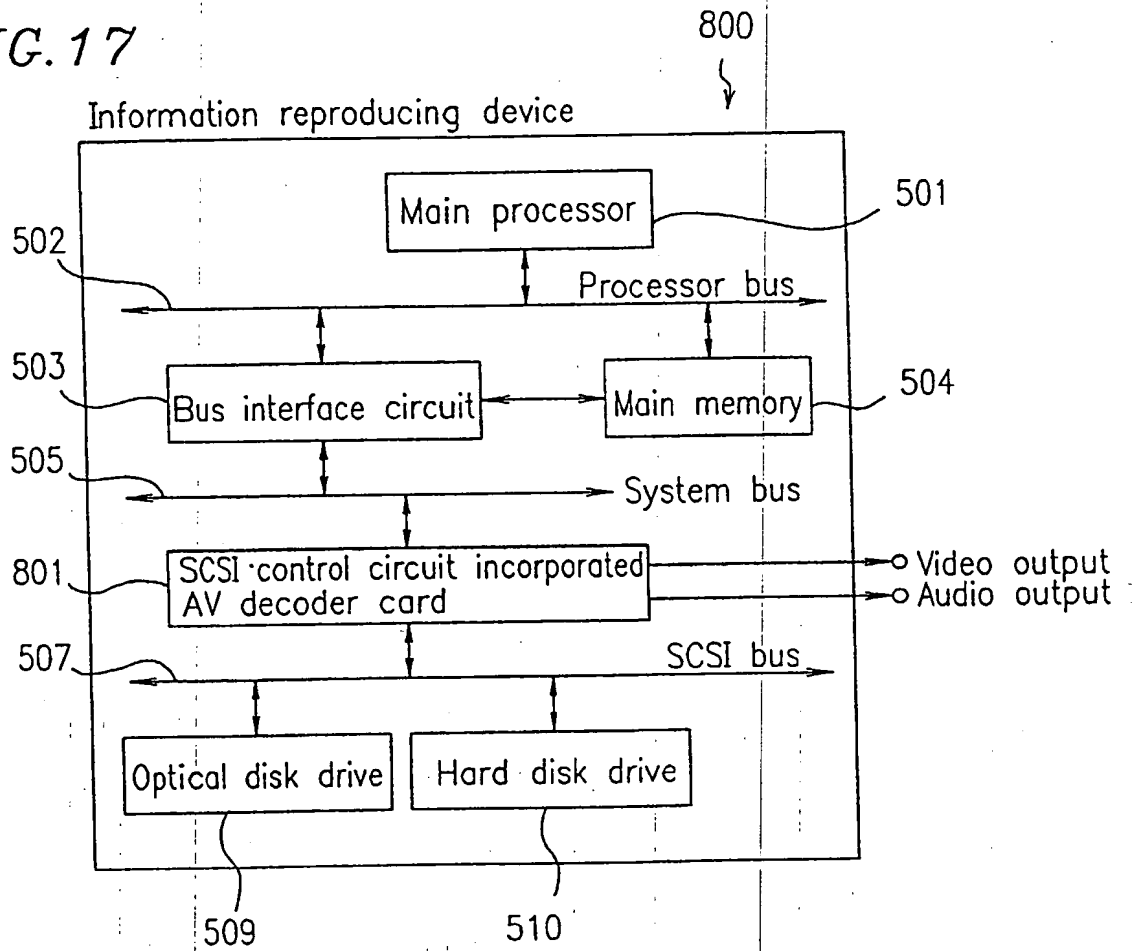 IG.17
800
Information reproducing device
Main processor
501
502
Processor bus
503
Bus interface circuit
Main memory
504
505
System bus
801
SCSI control circuit incorporated
AV decoder card
Video output
Audio output
507
SCSI bus
Optical disk drive
Hard disk drive
509
510